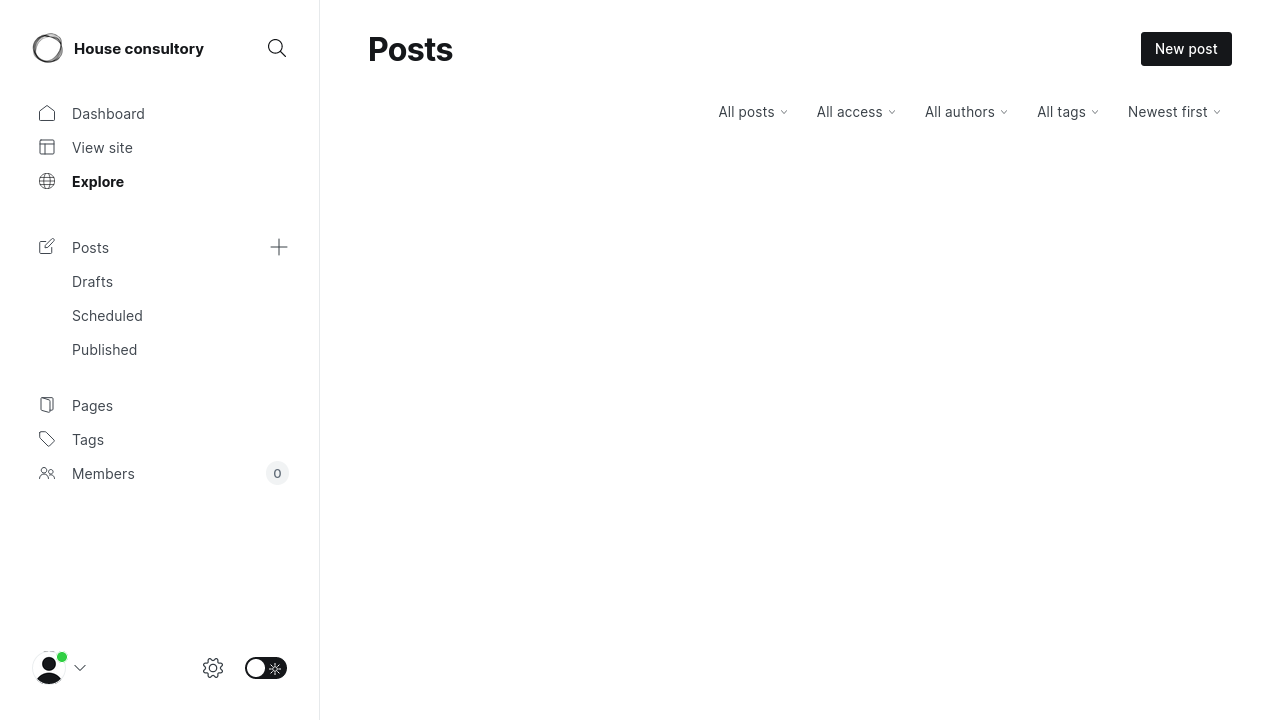 House consultory
Dashboard
View site
Explore
Posts
Drafts
Scheduled
Published
Pages
Tags
Members 0
Posts
New post
All posts All access All authors All tags Newest first